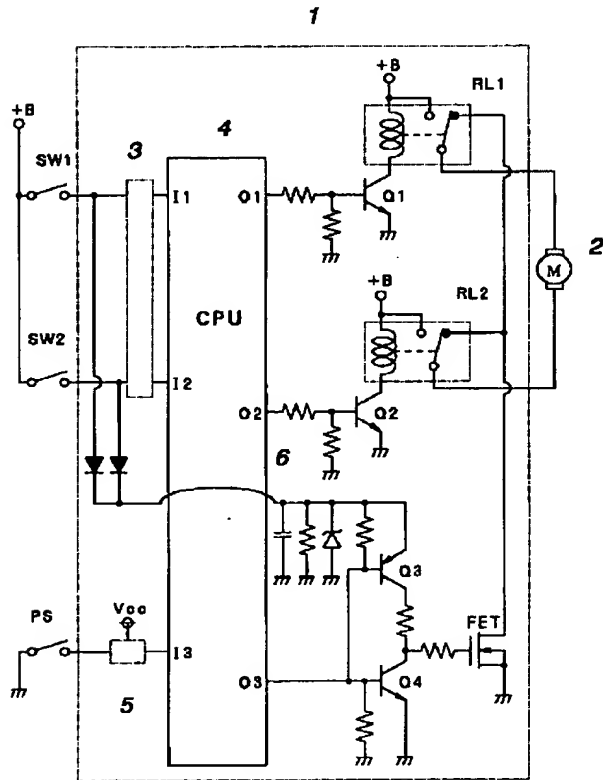 1
+B
RL1
+B
SW1
3
4
I1
O1
Q1
2
M
+B
RL2
SW2
CPU
I2
O2
Q2
6
Q3
PS
Vcc
FET
I3
O3
Q4
5